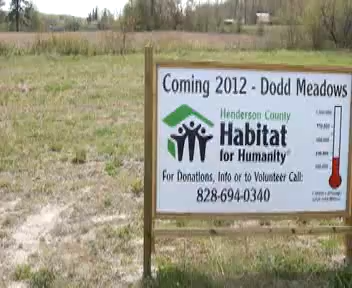 Coming 2012 - Dodd Meadows
Henderson County
Habitat
for Humanity®
For Donations, Info or to Volunteer Call:
828-694-0340